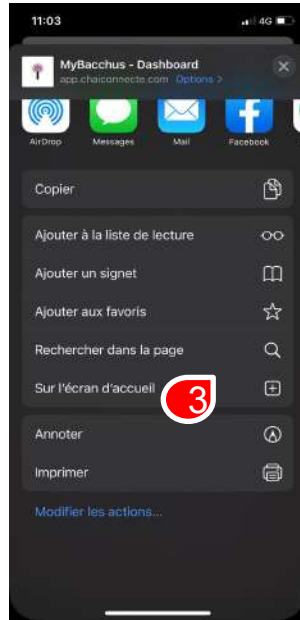 11:03
4G
MyBacchus - Dashboard
app.chaiconnecte.com Options >
AirDrop Messages Mail Facebook
Copier
Ajouter à la liste de lecture
Ajouter un signet
Ajouter aux favoris
Rechercher dans la page
Sur l'écran d'accueil
3
Annoter
Imprimer
Modifier les actions...